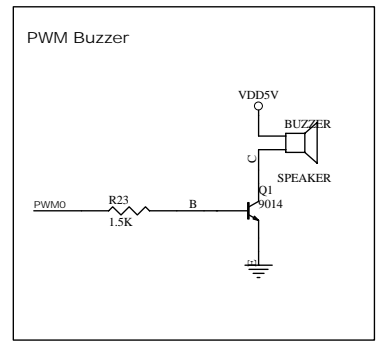 PWM Buzzer
VDD5V
BUZZER
C
SPEAKER
Q1
9014
R23
B
PWM0
1.5K
E